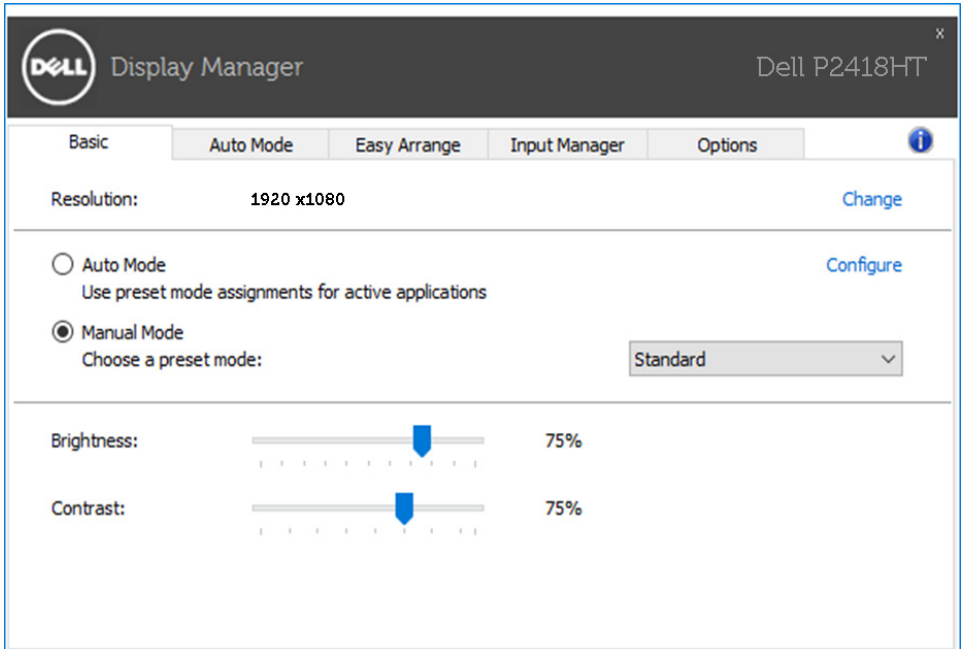 DELL Display Manager Dell P2418HT x
Basic Auto Mode Easy Arrange Input Manager Options i
Resolution: 1920 x1080 Change
Auto Mode Configure
Use preset mode assignments for active applications
Manual Mode
Choose a preset mode: Standard
Brightness: 75%
Contrast: 75%